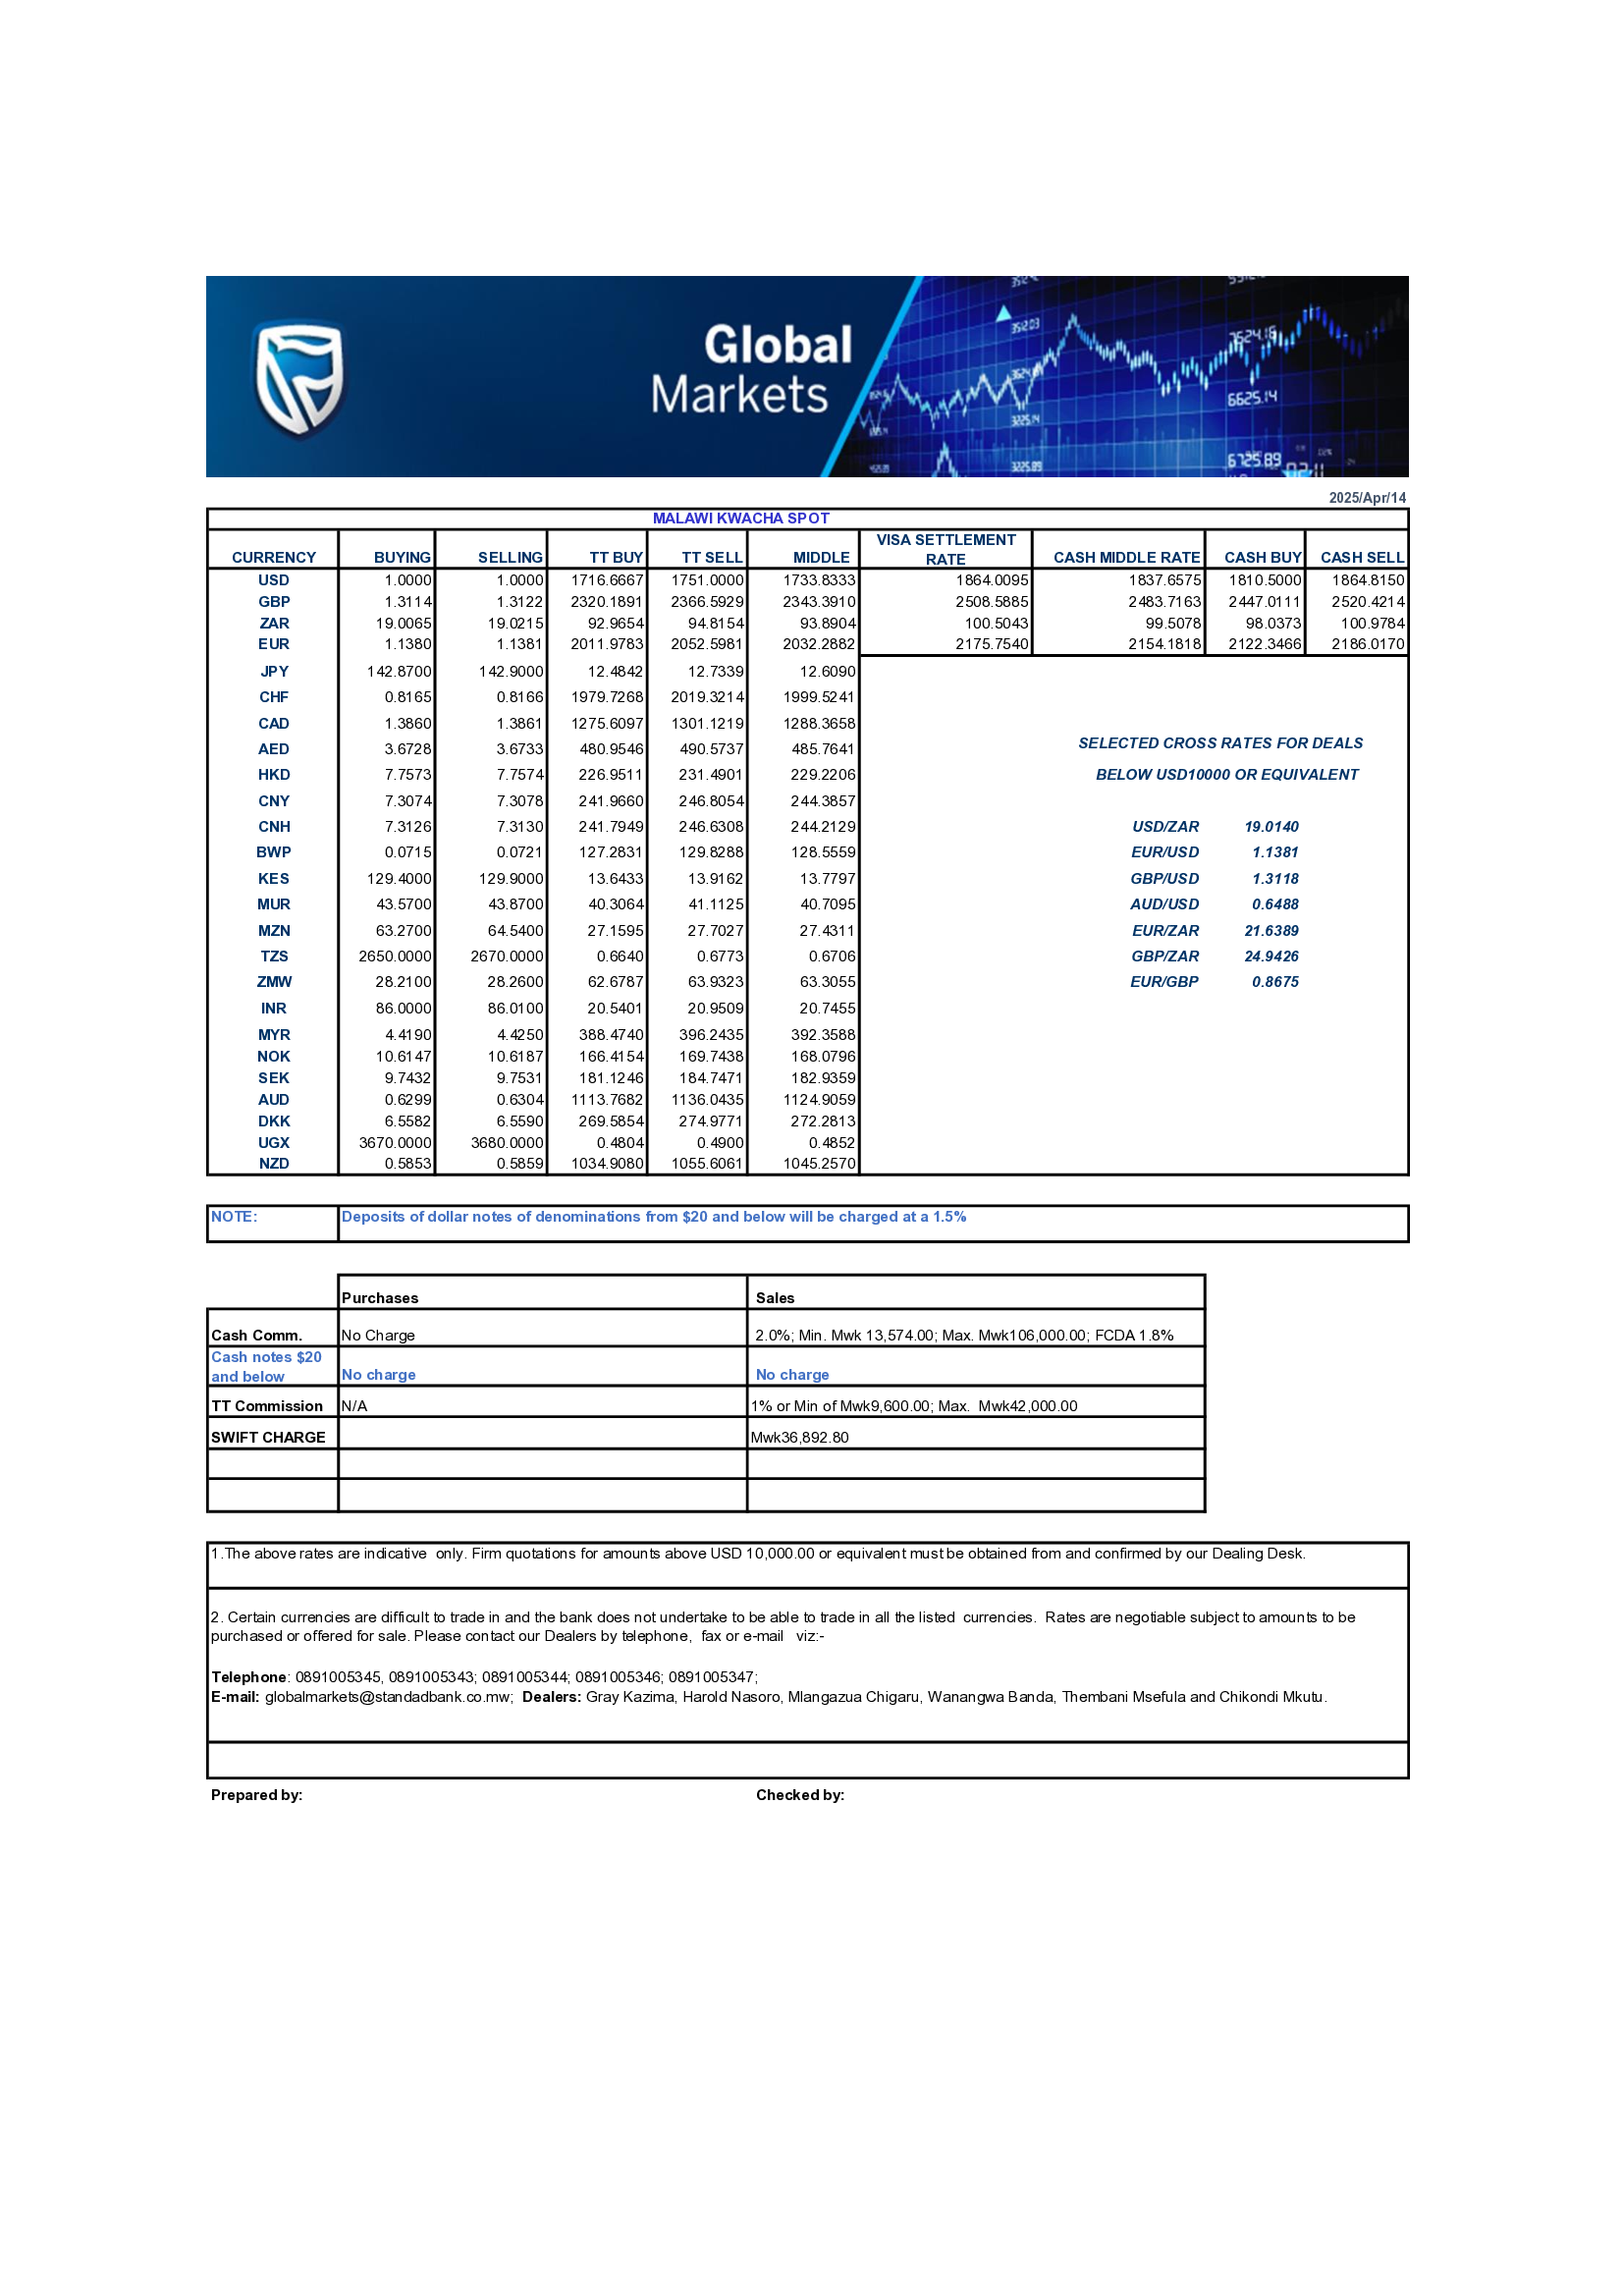 Global
Markets
3512.03
7624.16
6625.14
3225.14
3225.89
6725.89
2025/Apr/14
MALAWI KWACHA SPOT
CURRENCY BUYING SELLING TT BUY TT SELL MIDDLE VISA SETTLEMENT RATE CASH MIDDLE RATE CASH BUY CASH SELL
USD 1.0000 1.0000 1716.6667 1751.0000 1733.8333 1864.0095 1837.6575 1810.5000 1864.8150
GBP 1.3114 1.3122 2320.1891 2366.5929 2343.3910 2508.5885 2483.7163 2447.0111 2520.4214
ZAR 19.0065 19.0215 92.9654 94.8154 93.8904 100.5043 99.5078 98.0373 100.9784
EUR 1.1380 1.1381 2011.9783 2052.5981 2032.2882 2175.7540 2154.1818 2122.3466 2186.0170
JPY 142.8700 142.9000 12.4842 12.7339 12.6090
CHF 0.8165 0.8166 1979.7268 2019.3214 1999.5241
CAD 1.3860 1.3861 1275.6097 1301.1219 1288.3658
AED 3.6728 3.6733 480.9546 490.5737 485.7641
HKD 7.7573 7.7574 226.9511 231.4901 229.2206
CNY 7.3074 7.3078 241.9660 246.8054 244.3857
CNH 7.3126 7.3130 241.7949 246.6308 244.2129
BWP 0.0715 0.0721 127.2831 129.8288 128.5559
KES 129.4000 129.9000 13.6433 13.9162 13.7797
MUR 43.5700 43.8700 40.3064 41.1125 40.7095
MZN 63.2700 64.5400 27.1595 27.7027 27.4311
TZS 2650.0000 2670.0000 0.6640 0.6773 0.6706
ZMW 28.2100 28.2600 62.6787 63.9323 63.3055
INR 86.0000 86.0100 20.5401 20.9509 20.7455
MYR 4.4190 4.4250 388.4740 396.2435 392.3588
NOK 10.6147 10.6187 166.4154 169.7438 168.0796
SEK 9.7432 9.7531 181.1246 184.7471 182.9359
AUD 0.6299 0.6304 1113.7682 1136.0435 1124.9059
DKK 6.5582 6.5590 269.5854 274.9771 272.2813
UGX 3670.0000 3680.0000 0.4804 0.4900 0.4852
NZD 0.5853 0.5859 1034.9080 1055.6061 1045.2570
SELECTED CROSS RATES FOR DEALS
BELOW USD10000 OR EQUIVALENT
USD/ZAR 19.0140
EUR/USD 1.1381
GBP/USD 1.3118
AUD/USD 0.6488
EUR/ZAR 21.6389
GBP/ZAR 24.9426
EUR/GBP 0.8675
NOTE: Deposits of dollar notes of denominations from $20 and below will be charged at a 1.5%
Purchases Sales
Cash Comm. No Charge 2.0%; Min. Mwk 13,574.00; Max. Mwk106,000.00; FCDA 1.8%
Cash notes $20
and below No charge No charge
TT Commission N/A 1% or Min of Mwk9,600.00; Max. Mwk42,000.00
SWIFT CHARGE Mwk36,892.80
1.The above rates are indicative only. Firm quotations for amounts above USD 10,000.00 or equivalent must be obtained from and confirmed by our Dealing Desk.
2. Certain currencies are difficult to trade in and the bank does not undertake to be able to trade in all the listed currencies. Rates are negotiable subject to amounts to be
purchased or offered for sale. Please contact our Dealers by telephone, fax or e-mail viz:-
Telephone: 0891005345, 0891005343; 0891005344; 0891005346; 0891005347;
E-mail: globalmarkets@standadbank.co.mw; Dealers: Gray Kazima, Harold Nasoro, Mlangazua Chigaru, Wanangwa Banda, Thembani Msefula and Chikondi Mkutu.
Prepared by: Checked by: